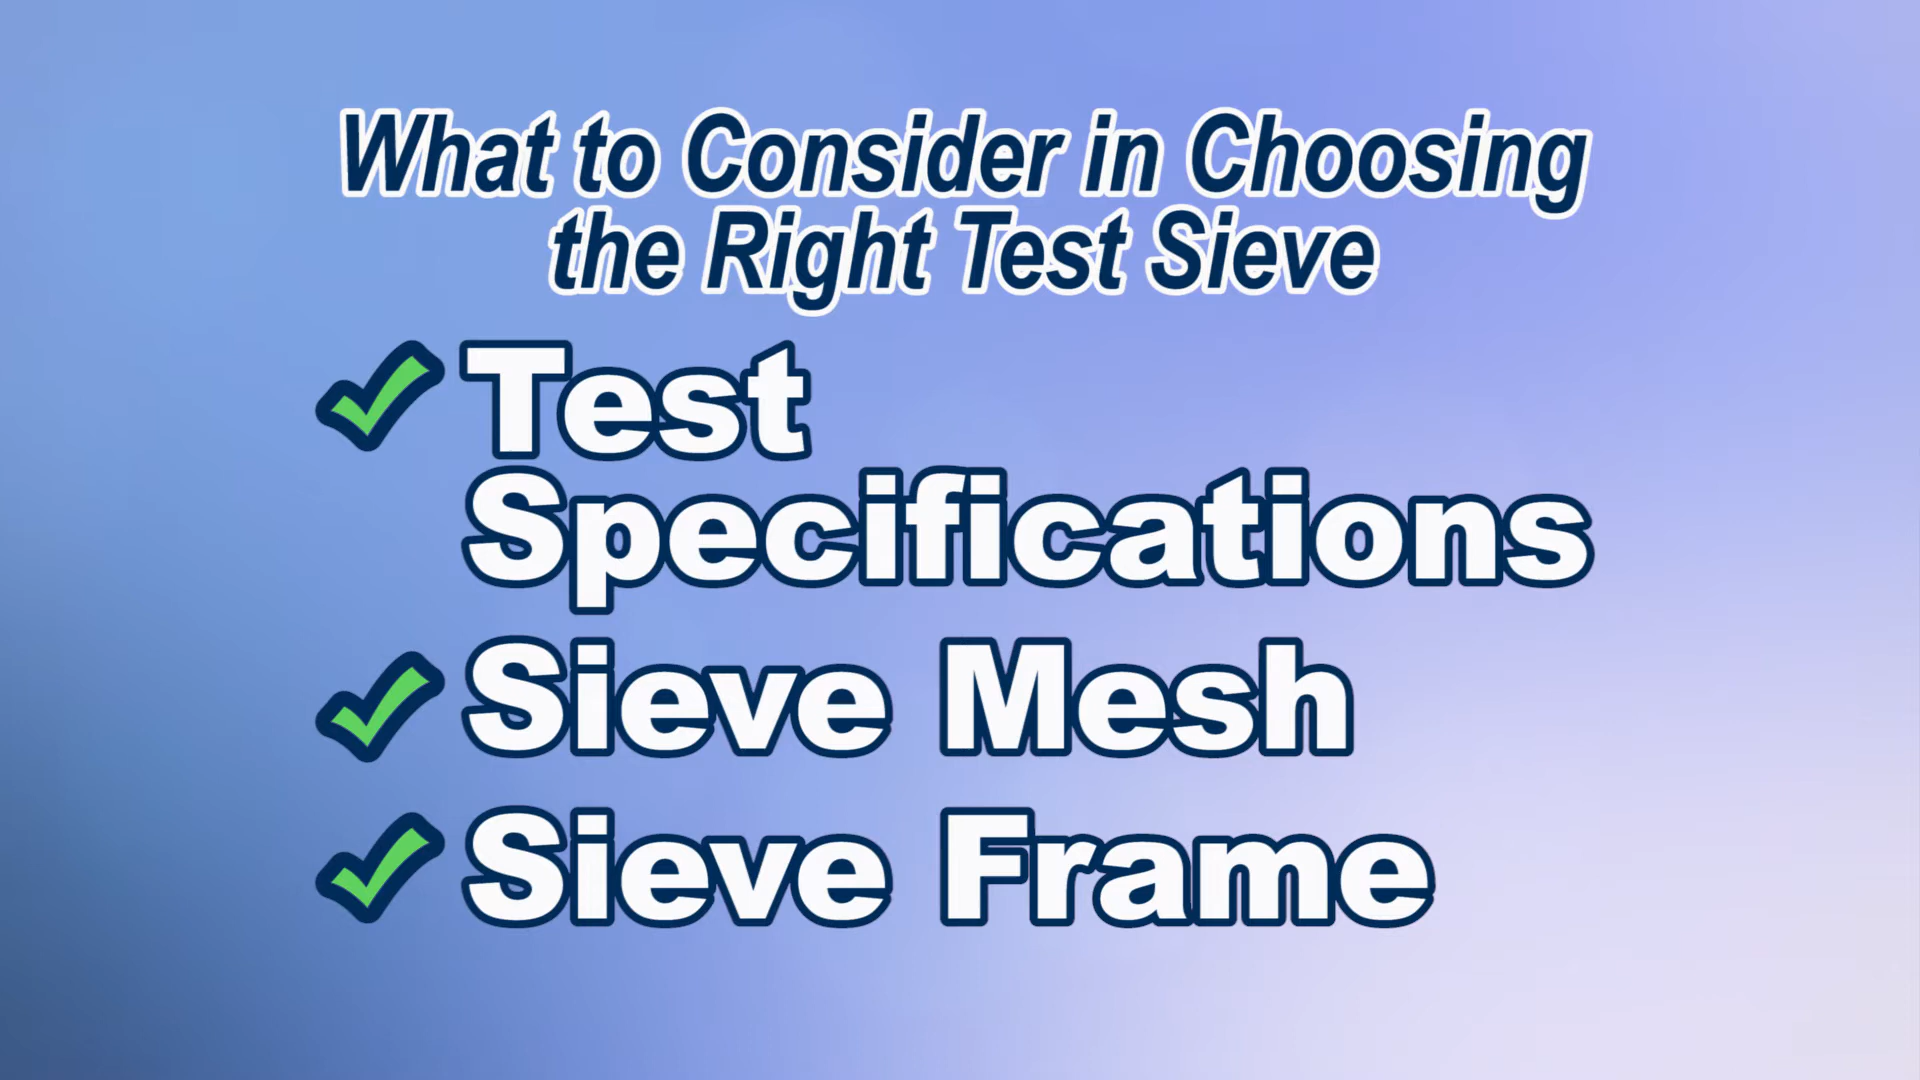 What to Consider in Choosing
the Right Test Sieve
Test
Specifications
Sieve Mesh
Sieve Frame